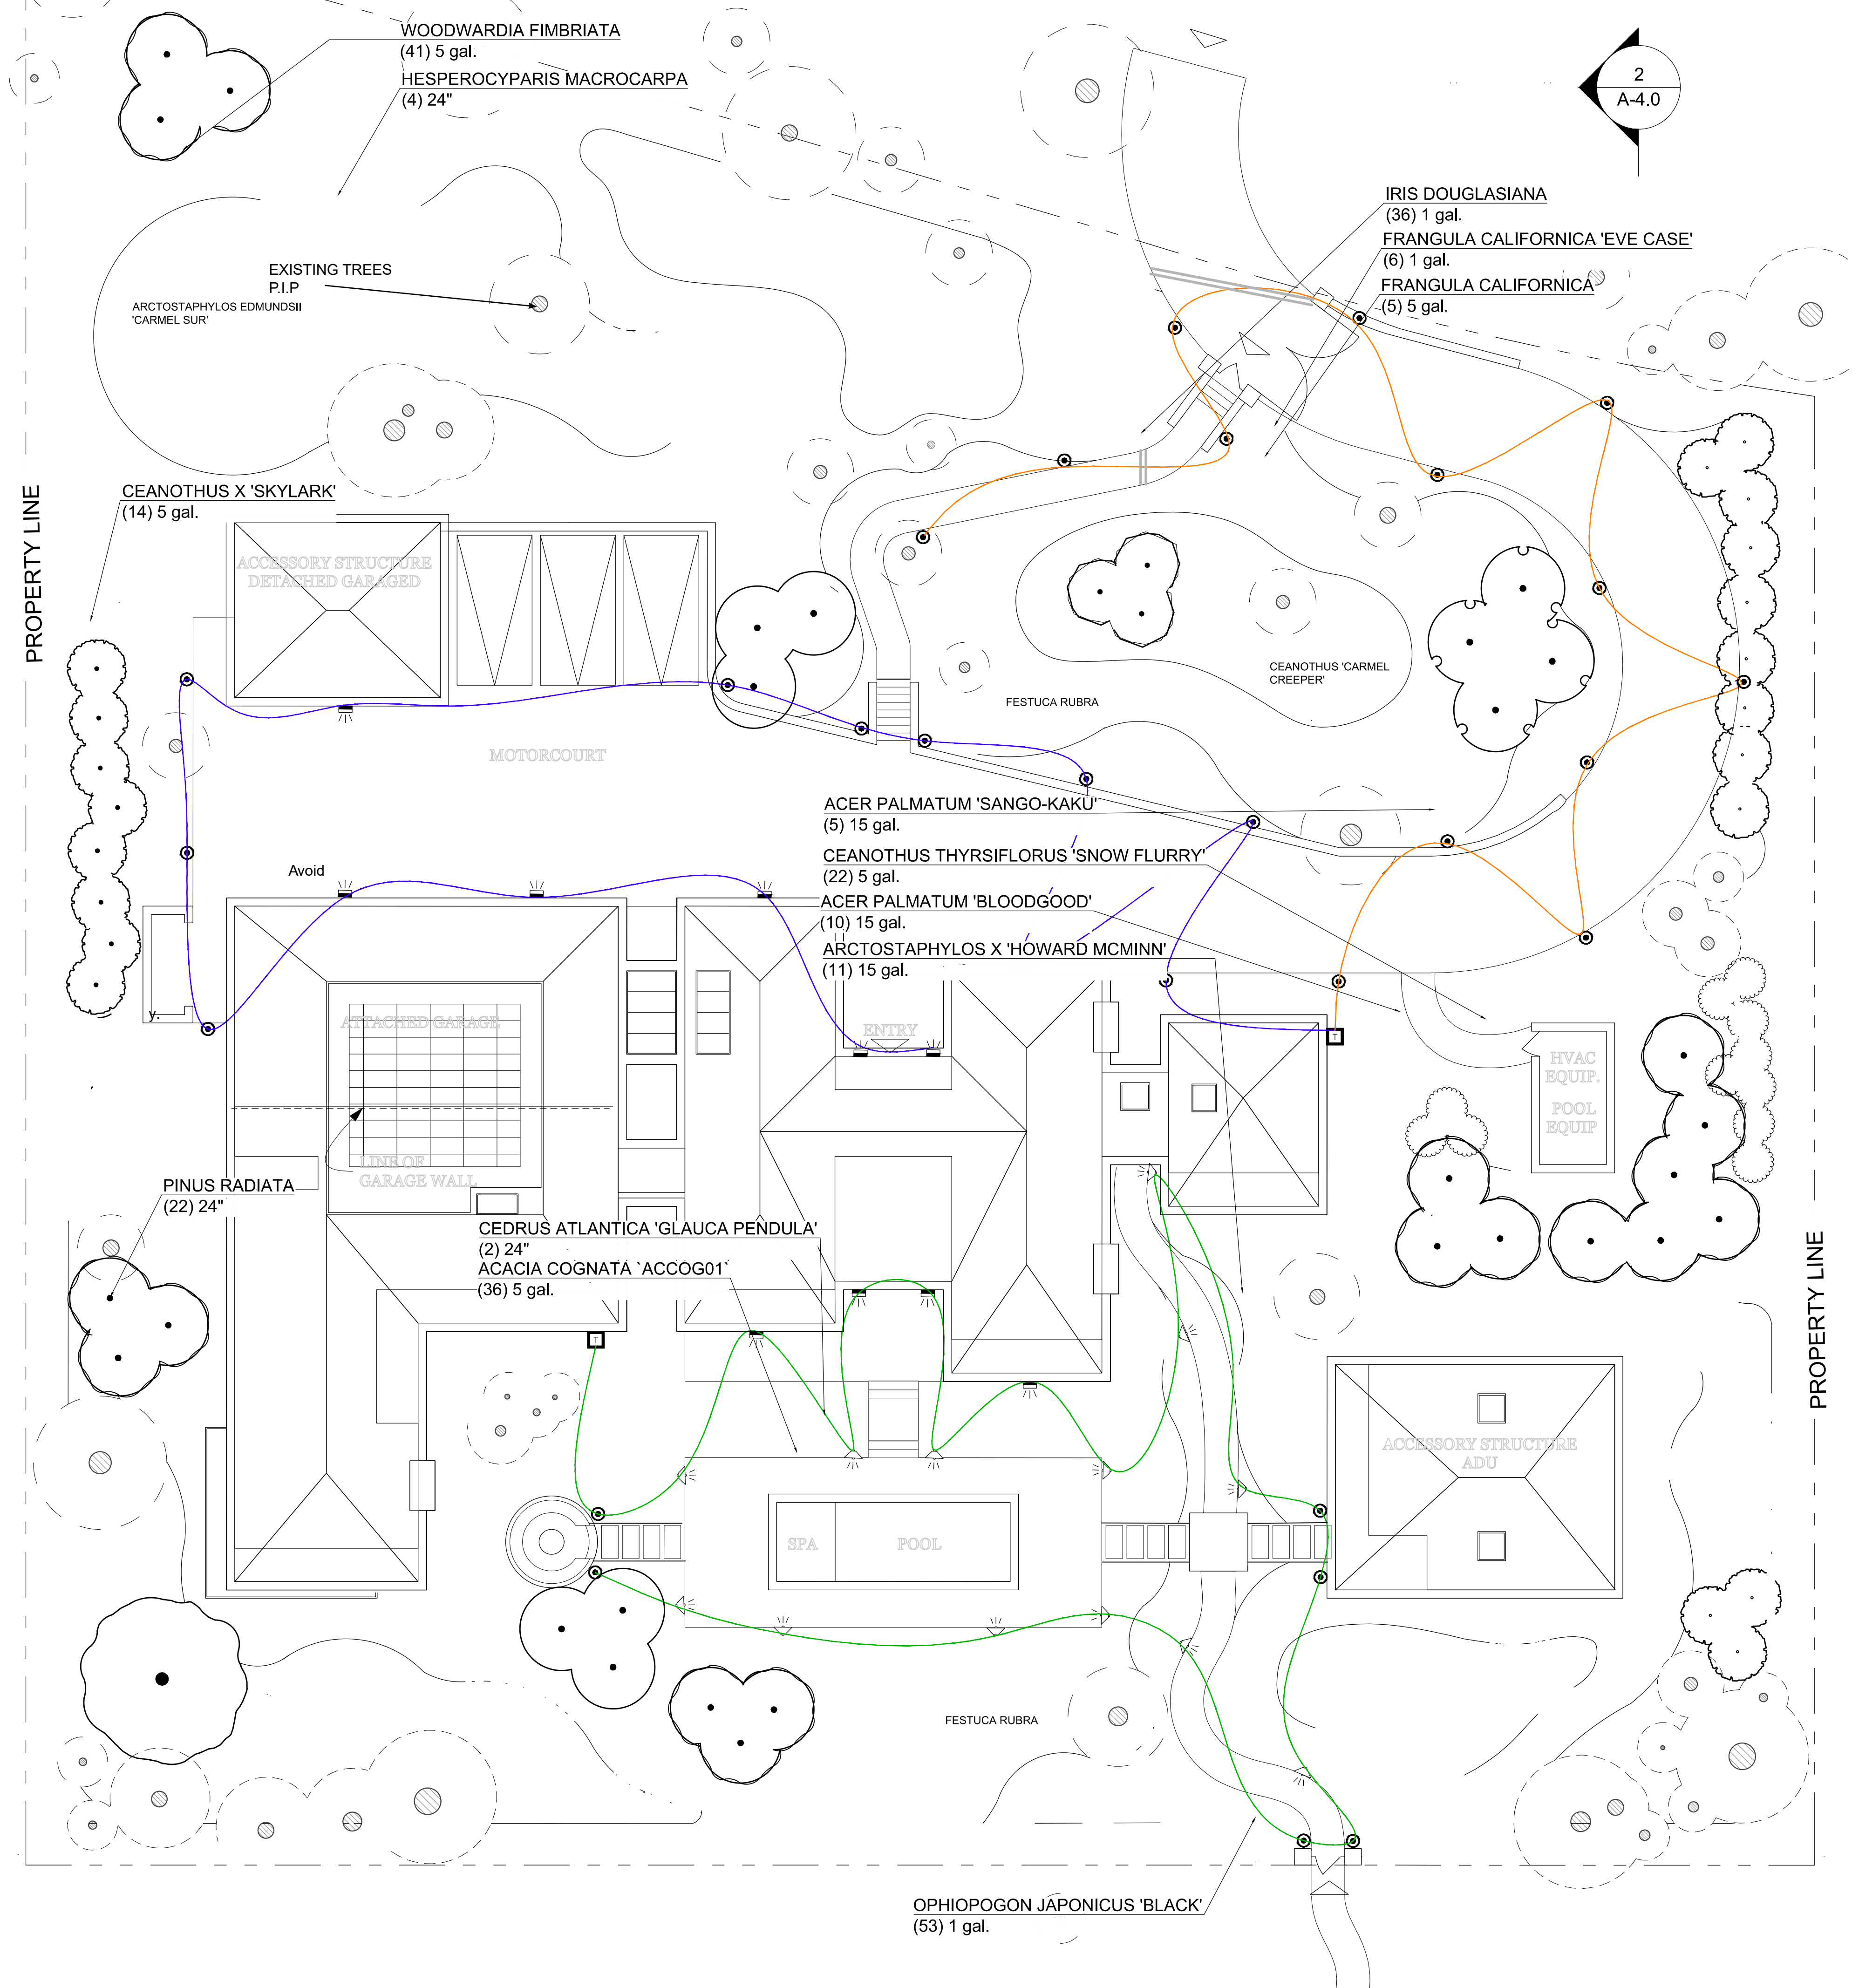 WOODWARDIA FIMBRIATA
(41) 5 gal.
HESPEROCYPARIS MACROCARPA
(4) 24"
2
A-4.0
IRIS DOUGLASIANA
(36) 1 gal.
FRANGULA CALIFORNICA 'EVE CASE'
(6) 1 gal.
FRANGULA CALIFORNICA
(5) 5 gal.
EXISTING TREES
P.I.P
ARCTOSTAPHYLOS EDMUNDSII
'CARMEL SUR'
CEANOTHUS X 'SKYLARK'
(14) 5 gal.
PROPERTY LINE
ACCESSORY STRUCTURE
DETACHED GARAGED
CEANOTHUS 'CARMEL
CREEPER'
FESTUCA RUBRA
MOTORCOURT
ACER PALMATUM 'SANGO-KAKU'
(5) 15 gal.
CEANOTHUS THYRSIFLORUS 'SNOW FLURRY'
(22) 5 gal.
Avoid
ACER PALMATUM 'BLOODGOOD'
(10) 15 gal.
ARCTOSTAPHYLOS X 'HOWARD MCMINN'
(11) 15 gal.
y.
ATTACHED GARAGE
ENTRY
T
HVAC
EQUIP.
POOL
EQUIP
LINE OF
GARAGE WALL
PINUS RADIATA
(22) 24"
CEDRUS ATLANTICA 'GLAUCA PENDULA'
(2) 24"
ACACIA COGNATA `ACCOG01`
(36) 5 gal.
PROPERTY LINE
T
ACCESSORY STRUCTURE
ADU
SPA
POOL
FESTUCA RUBRA
OPHIOPOGON JAPONICUS 'BLACK'
(53) 1 gal.